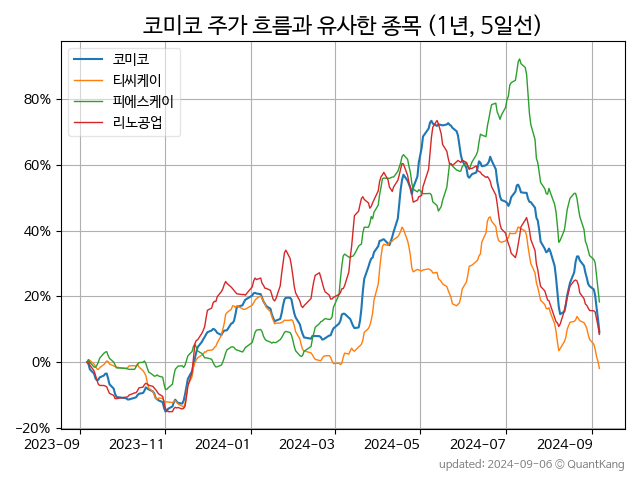 코미코 주가 흐름과 유사한 종목 (1년, 5일선)
코미코
티씨케이
피에스케이
리노공업
80%
60%
40%
20%
0%
−20%
2023-09 2023-11 2024-01 2024-03 2024-05 2024-07 2024-09
updated: 2024-09-06 © QuantKang